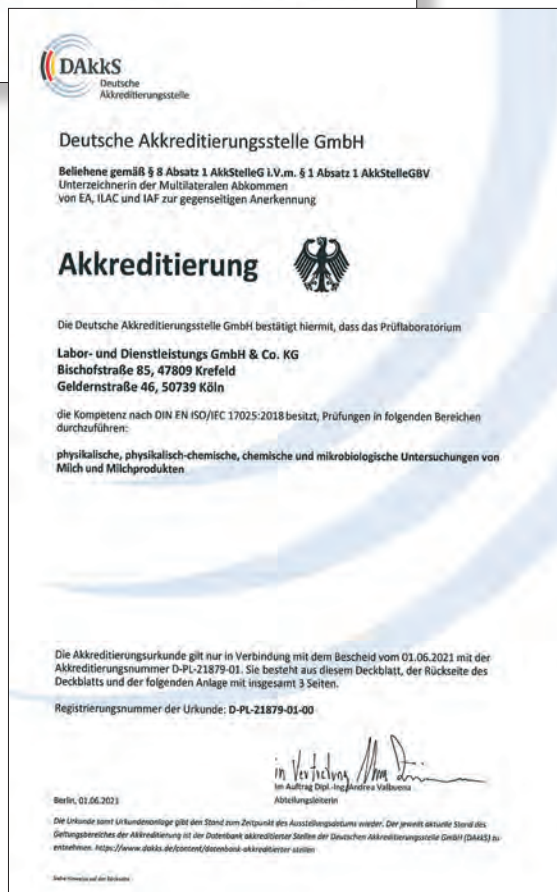 DAkkS
Deutsche
Akkreditierungsstelle
Deutsche Akkreditierungsstelle GmbH
Beliehene gemäß § 8 Absatz 1 AkkStelleG i.V.m. § 1 Absatz 1 AkkStelleGBV
Unterzeichnerin der Multilateralen Abkommen
von EA, ILAC und IAF zur gegenseitigen Anerkennung
Akkreditierung
Die Deutsche Akkreditierungsstelle GmbH bestätigt hiermit, dass das Prüflaboratorium
Labor- und Dienstleistungs GmbH & Co. KG
Bischofstraße 85, 47809 Krefeld
Geldernstraße 46, 50739 Köln
die Kompetenz nach DIN EN ISO/IEC 17025:2018 besitzt, Prüfungen in folgenden Bereichen
durchzuführen:
physikalische, physikalisch-chemische, chemische und mikrobiologische Untersuchungen von
Milch und Milchprodukten
Die Akkreditierungsurkunde gilt nur in Verbindung mit dem Bescheid vom 01.06.2021 mit der
Akkreditierungsnummer D-PL-21879-01. Sie besteht aus diesem Deckblatt, der Rückseite des
Deckblatts und der folgenden Anlage mit insgesamt 3 Seiten.
Registrierungsnummer der Urkunde: D-PL-21879-01-00
in Vertretung
Im Auftrag Dipl.-Ing. Andrea Valbuena
Berlin, 01.06.2021 Abteilungsleiterin
Die Urkunde samt Urkundenanlage gibt den Stand zum Zeitpunkt des Ausstellungsdatums wieder. Der jeweils aktuelle Stand des
Geltungsbereiches der Akkreditierung ist der Datenbank akkreditierter Stellen der Deutschen Akkreditierungsstelle GmbH (DAkkS) zu
entnehmen. https://www.dakks.de/content/datenbank-akkreditierter-stellen
Siehe Hinweise auf der Rückseite